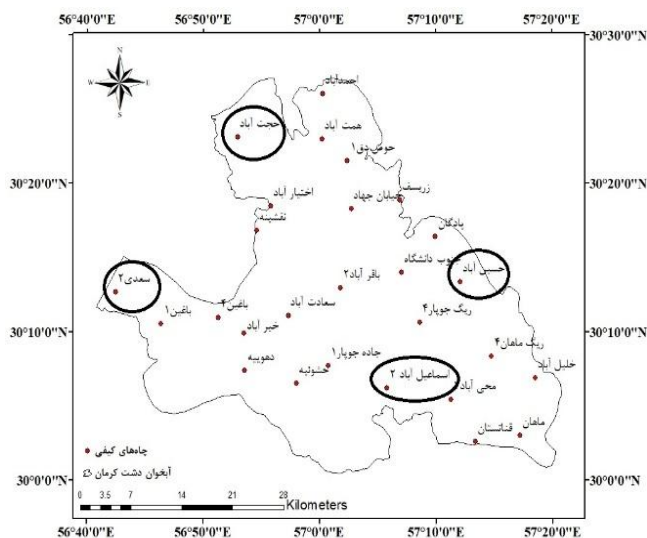 56°40'0"E 56°50'0"E 57°0'0"E 57°10'0"E 57°20'0"E
30°30'0"N
N
W E
S
احمدآباد
حجت آباد
همت آباد
حوض دق۱
30°20'0"N 30°20'0"N
زریسف
خیابان جهاد
اختیار آباد
نقشینه
پادگان
جنوب دانشگاه
حسین آباد
سعدی۲
باقر آباد۲
باغین۱
باغین۴
سعادت آباد
ریگ جوپار۴
30°10'0"N 30°10'0"N
خیر آباد
ریگ ماهان۴
دهوییه
جاده جوپار۱
خلیل آباد
اسماعیل آباد ۲
محی آباد
قناتستان
ماهان
چاه‌های کیفی
آبخوان دشت کرمان
30°0'0"N 30°0'0"N
0 3.5 7 14 21 28
Kilometers
56°40'0"E 56°50'0"E 57°0'0"E 57°10'0"E 57°20'0"E